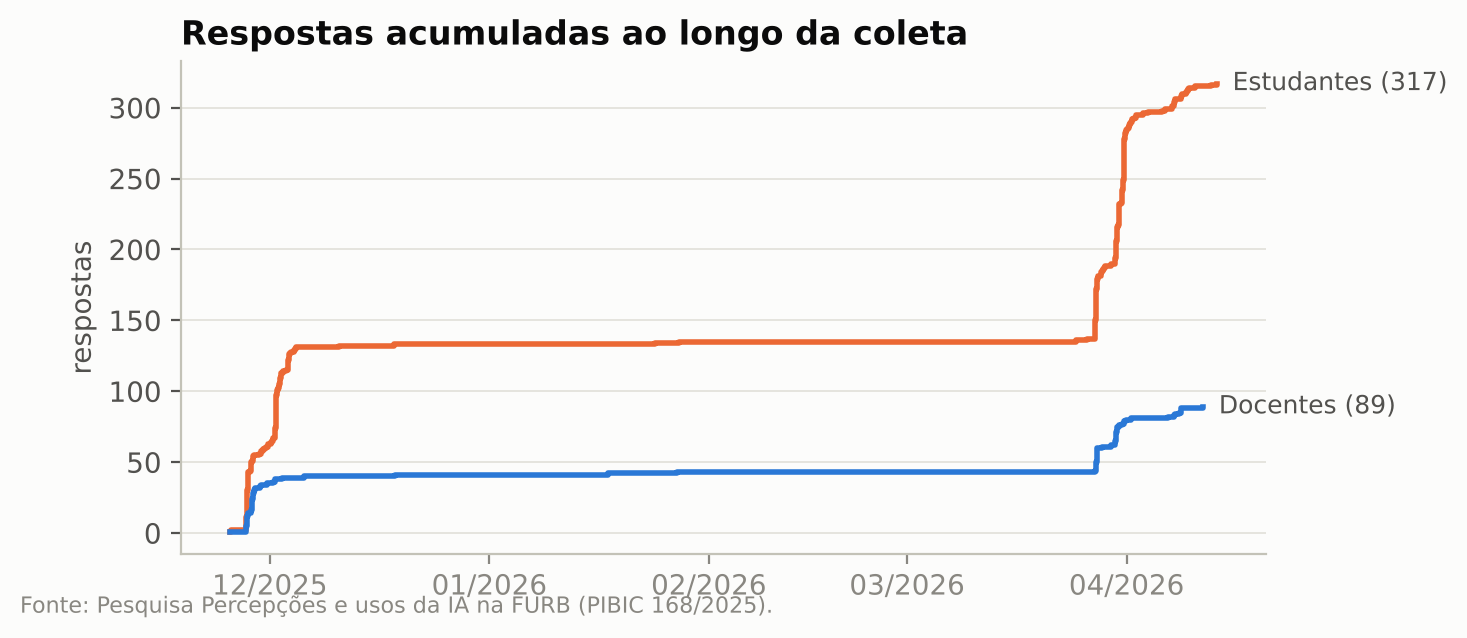 Respostas acumuladas ao longo da coleta
respostas
300
250
200
150
100
50
0
Estudantes (317)
Docentes (89)
12/2025
01/2026
02/2026
03/2026
04/2026
Fonte: Pesquisa Percepções e usos da IA na FURB (PIBIC 168/2025).